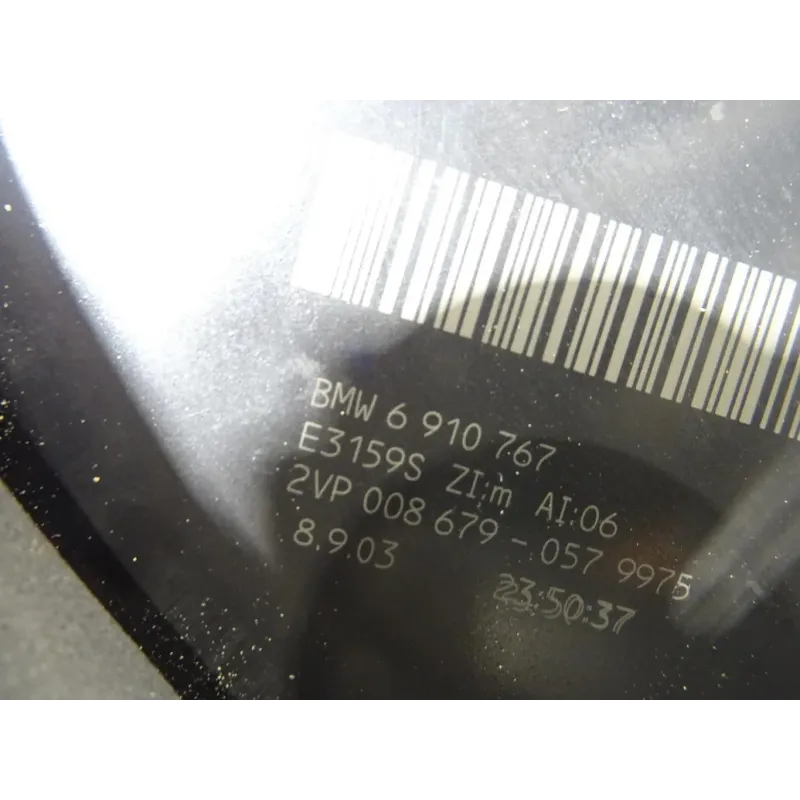 BMW 6 910 767
E3159S ZI:m AI:06
2VP 008 679 - 057 9975
8.9.03 23:50:37